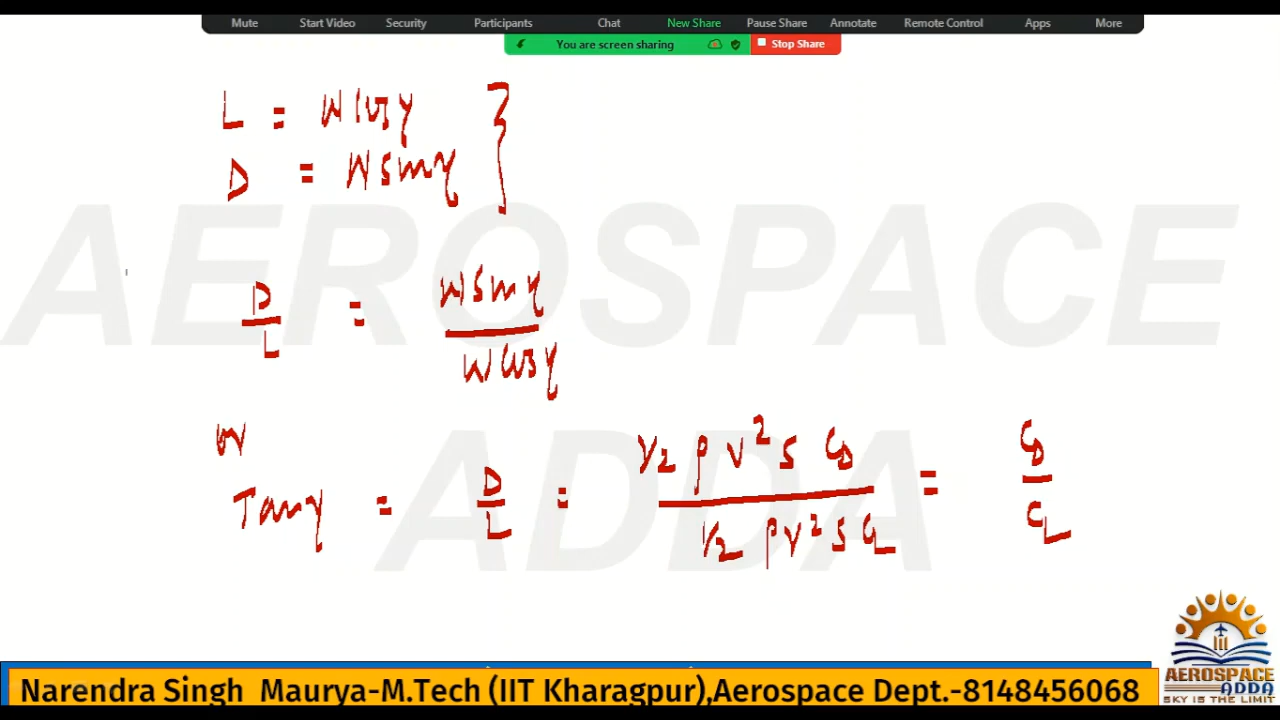 Mute Start Video Security Participants Chat New Share Pause Share Annotate Remote Control Apps More
You are screen sharing Stop Share
L = W Cos γ
D = W Sin γ
D/L = W Sin γ / W Cos γ
or
Tan γ = D/L = 1/2 ρ V² S C_D / 1/2 ρ V² S C_L = C_D / C_L
AEROSPACE
ADDA
AEROSPACE
ADDA
SKY IS THE LIMIT
Narendra Singh Maurya-M.Tech (IIT Kharagpur),Aerospace Dept.-8148456068